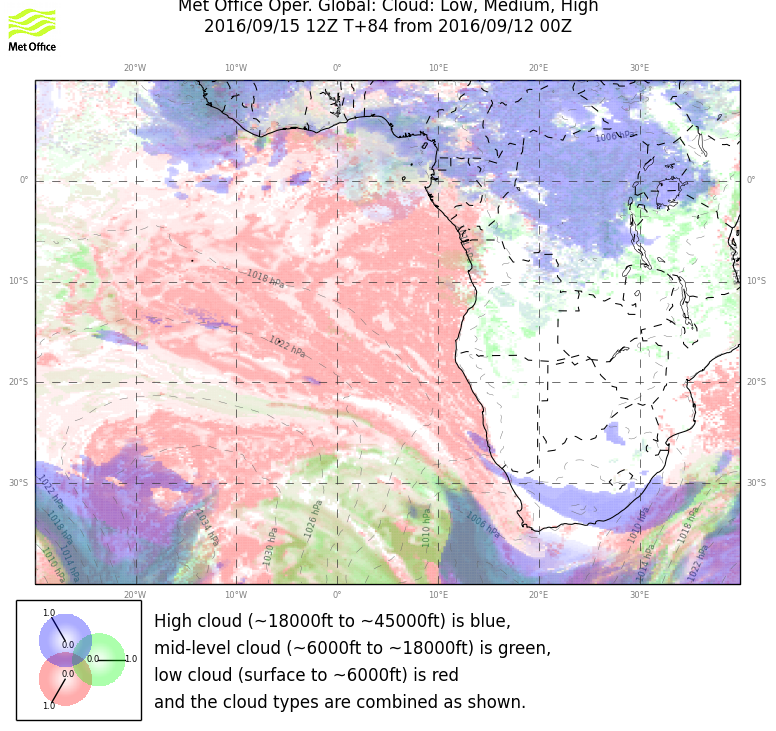 Met Office Oper. Global: Cloud: Low, Medium, High
2016/09/15 12Z T+84 from 2016/09/12 00Z
Met Office
20°W 10°W 0° 10°E 20°E 30°E
1006 hPa
0° 0°
1018 hPa
10°S 10°S
1022 hPa
20°S 20°S
30°S 30°S
1022 hPa
1018 hPa
1014 hPa
1010 hPa
1034 hPa
1030 hPa
1026 hPa
1010 hPa
1006 hPa
1010 hPa
1014 hPa
1018 hPa
1022 hPa
20°W 10°W 0° 10°E 20°E 30°E
1.0
0.0
0.0 1.0
0.0
1.0
High cloud (~18000ft to ~45000ft) is blue,
mid-level cloud (~6000ft to ~18000ft) is green,
low cloud (surface to ~6000ft) is red
and the cloud types are combined as shown.